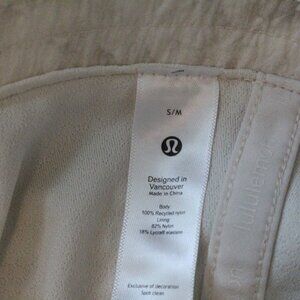 S/M
Designed in
Vancouver
Made in China
Body
100% Recycled nylon
Lining
82% Nylon
18% Lycra® elastane
Exclusive of decoration
Spot clean